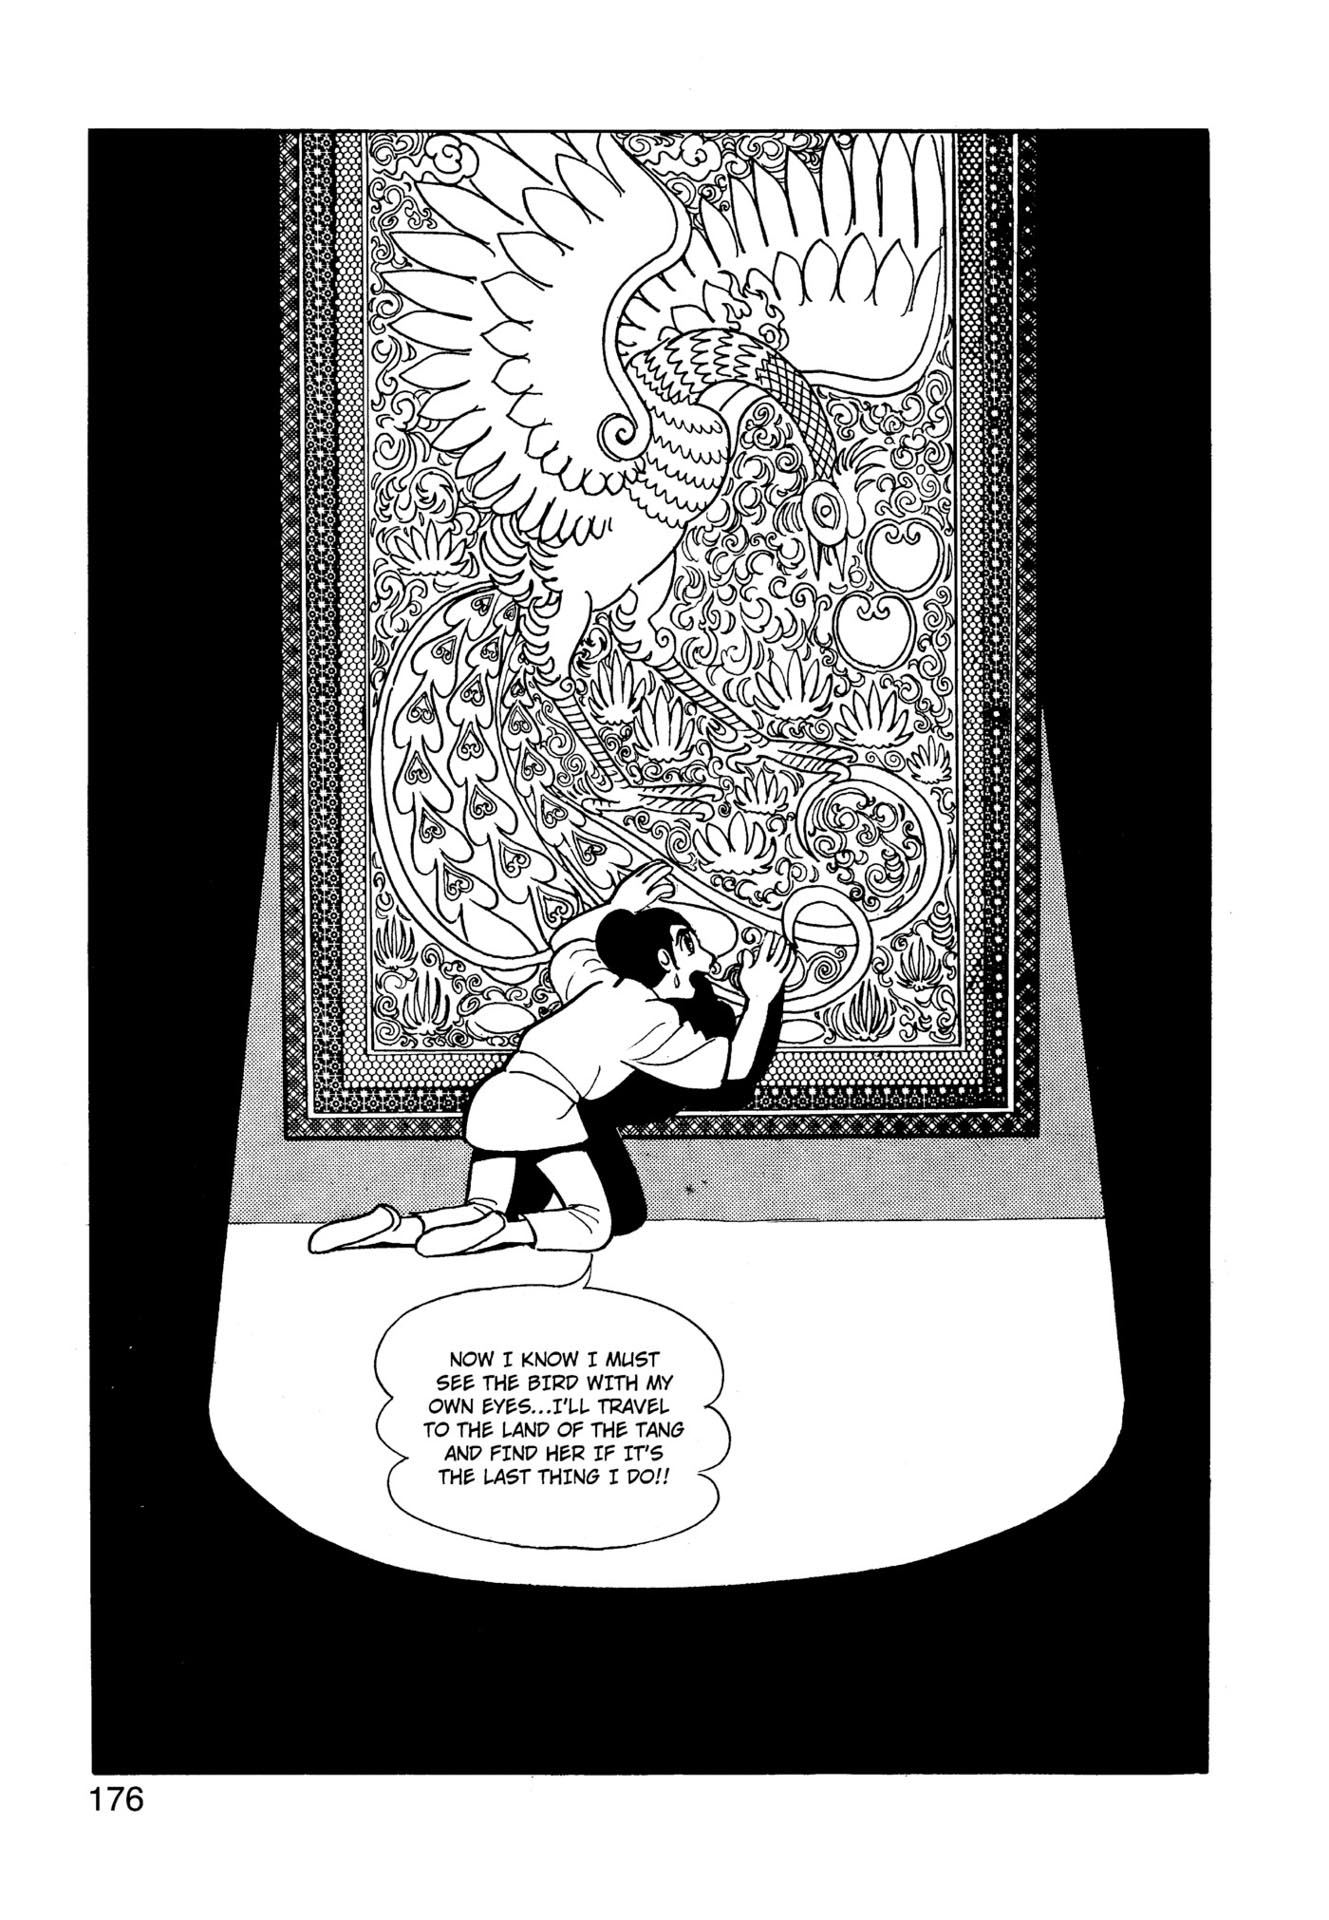 NOW I KNOW I MUST
SEE THE BIRD WITH MY
OWN EYES...I'LL TRAVEL
TO THE LAND OF THE TANG
AND FIND HER IF IT'S
THE LAST THING I DO!!
176